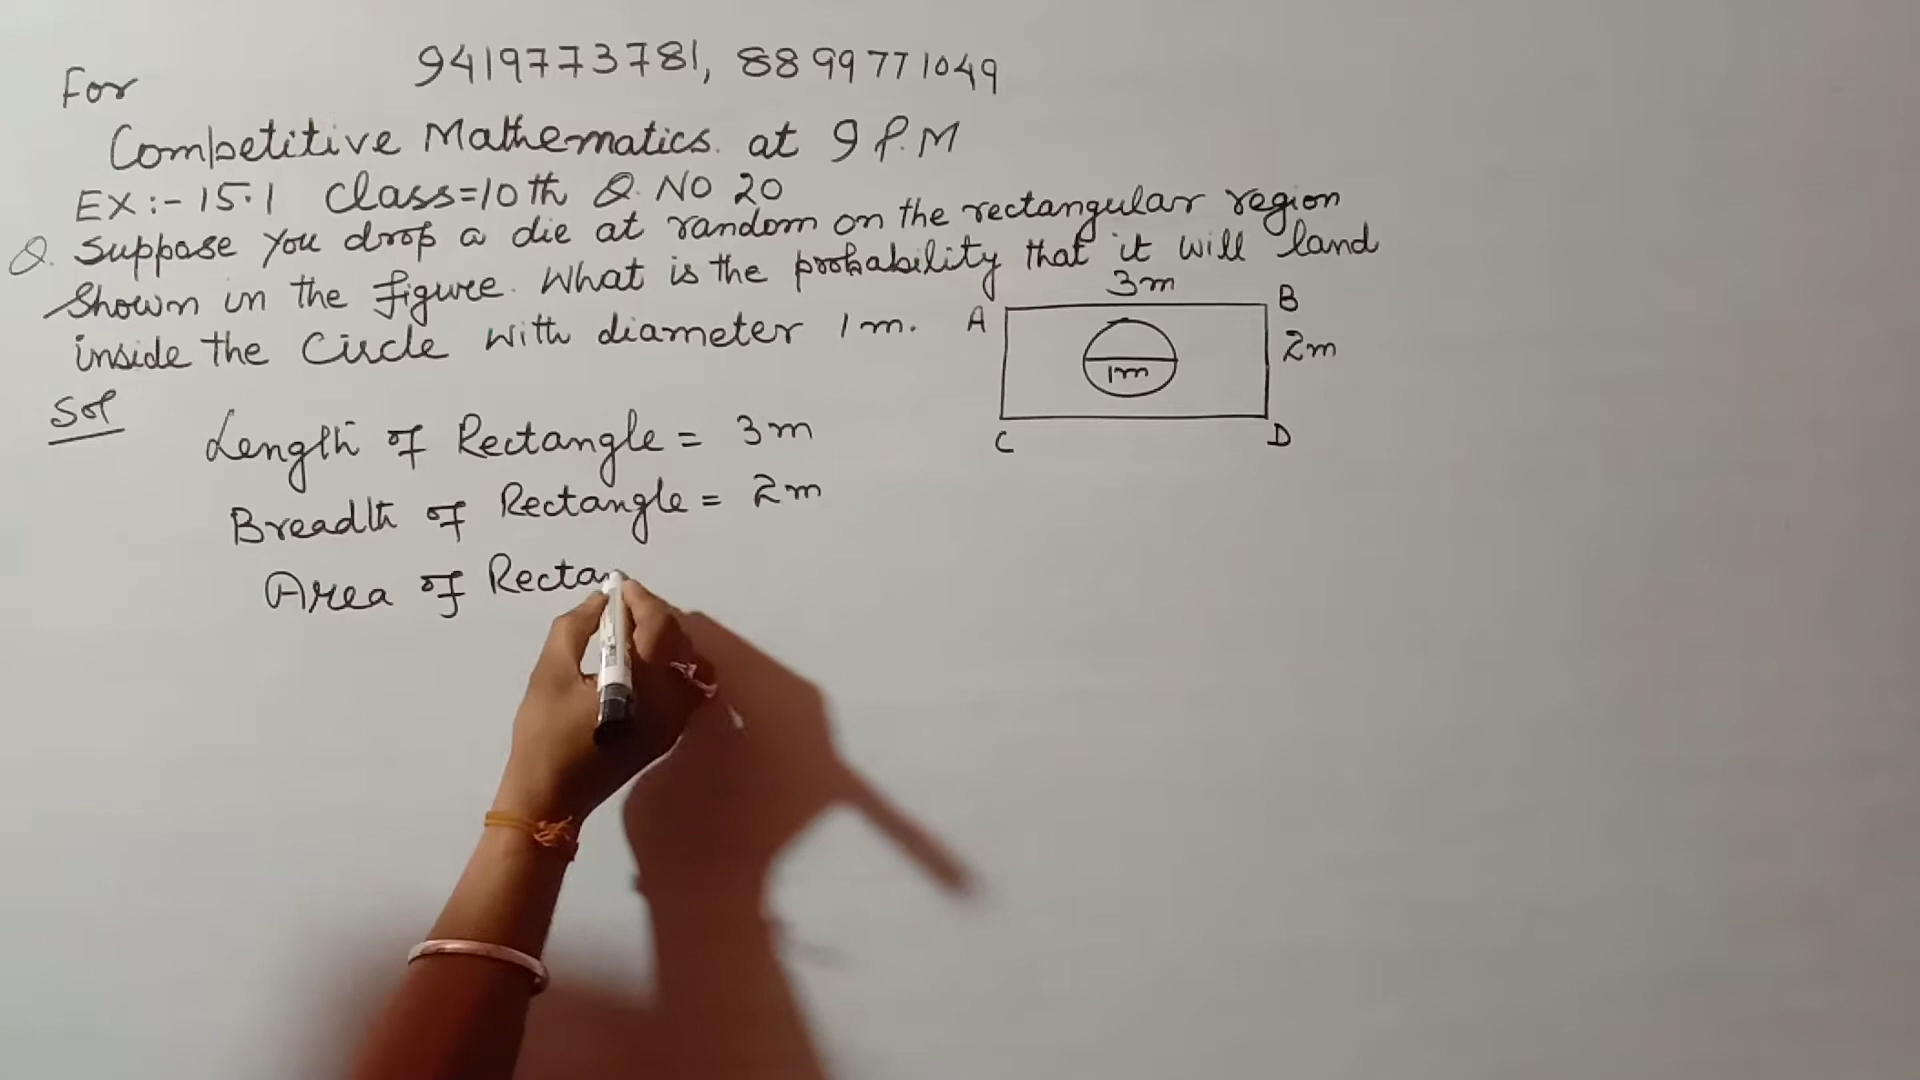 For
9419773781, 8899771049
Competitive Mathematics. at 9 P.M
EX:-15.1 Class=10th Q. NO 20
Q. Suppose you drop a die at random on the rectangular region
Shown in the figure. What is the probability that it will land
inside the Circle with diameter 1m.
3m
A
B
2m
1m
C
D
Sol
Length of Rectangle = 3m
Breadth of Rectangle = 2m
Area of Rectan